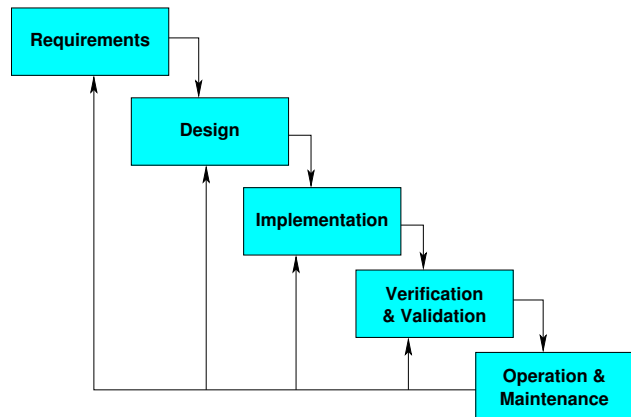 Requirements
Design
Implementation
Verification
& Validation
Operation &
Maintenance